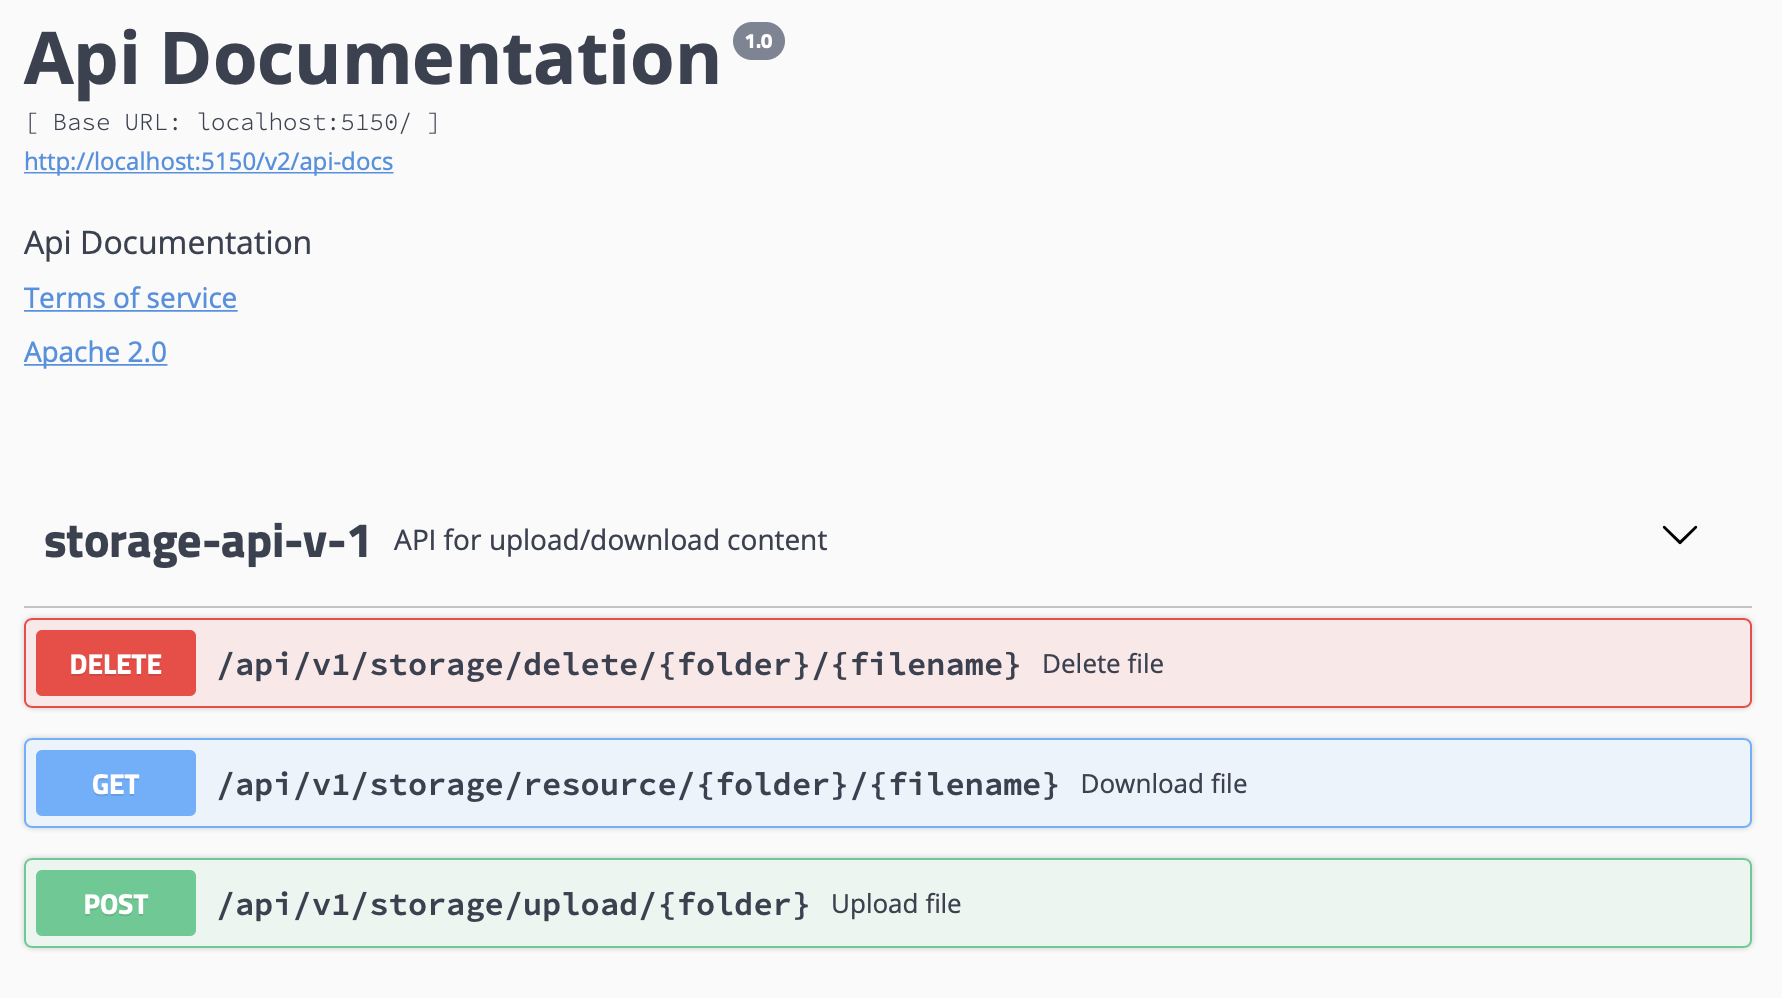 Api Documentation 1.0
[ Base URL: localhost:5150/ ]
http://localhost:5150/v2/api-docs
Api Documentation
Terms of service
Apache 2.0
storage-api-v-1 API for upload/download content
DELETE /api/v1/storage/delete/{folder}/{filename} Delete file
GET /api/v1/storage/resource/{folder}/{filename} Download file
POST /api/v1/storage/upload/{folder} Upload file